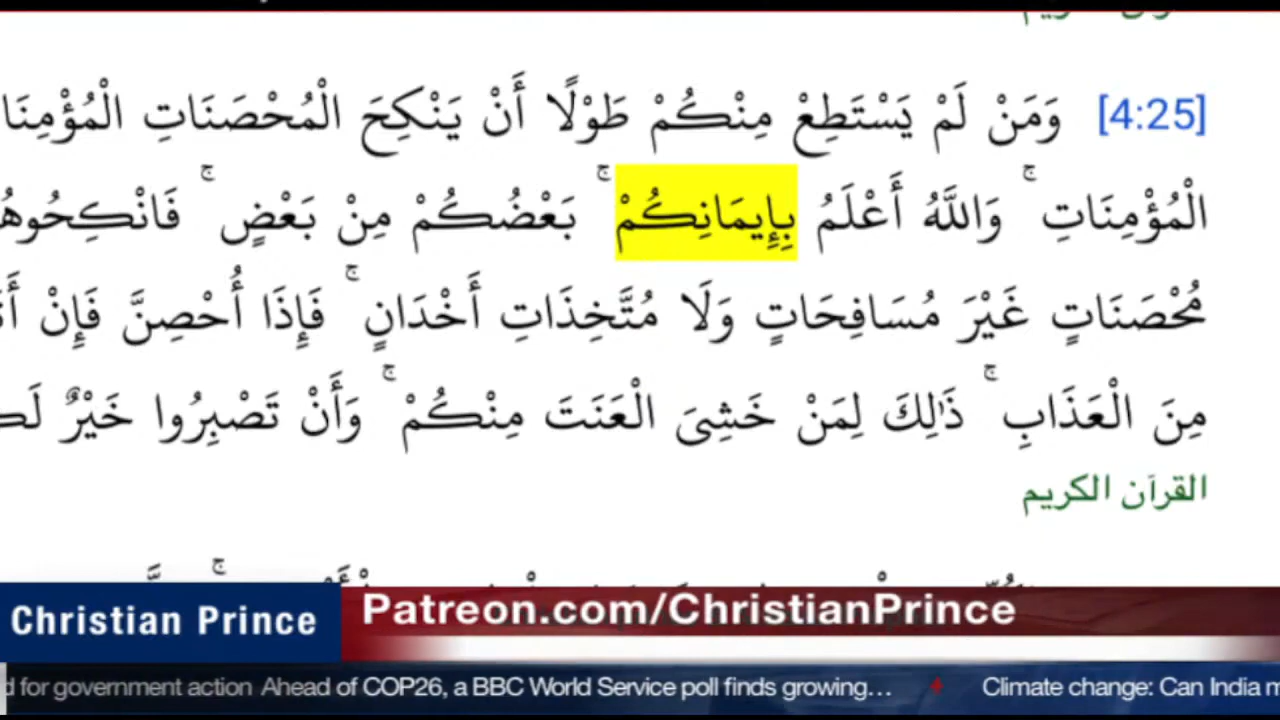 [4:25] وَمَنْ لَمْ يَسْتَطِعْ مِنْكُمْ طَوْلًا أَنْ يَنْكِحَ الْمُحْصَنَاتِ
الْمُؤْمِنَاتِ ۚ وَاللَّهُ أَعْلَمُ بِإِيمَانِكُمْ ۚ بَعْضُكُمْ مِنْ بَعْضٍ ۚ
مُحْصَنَاتٍ غَيْرَ مُسَافِحَاتٍ وَلَا مُتَّخِذَاتِ أَخْدَانٍ ۚ فَإِذَا أُحْصِنَّ فَإِنْ
مِنَ الْعَذَابِ ۚ ذَٰلِكَ لِمَنْ خَشِيَ الْعَنَتَ مِنْكُمْ ۚ وَأَنْ تَصْبِرُوا خَيْرٌ
القرآن الكريم
Christian Prince
Patreon.com/ChristianPrince
for government action Ahead of COP26, a BBC World Service poll finds growing... Climate change: Can India